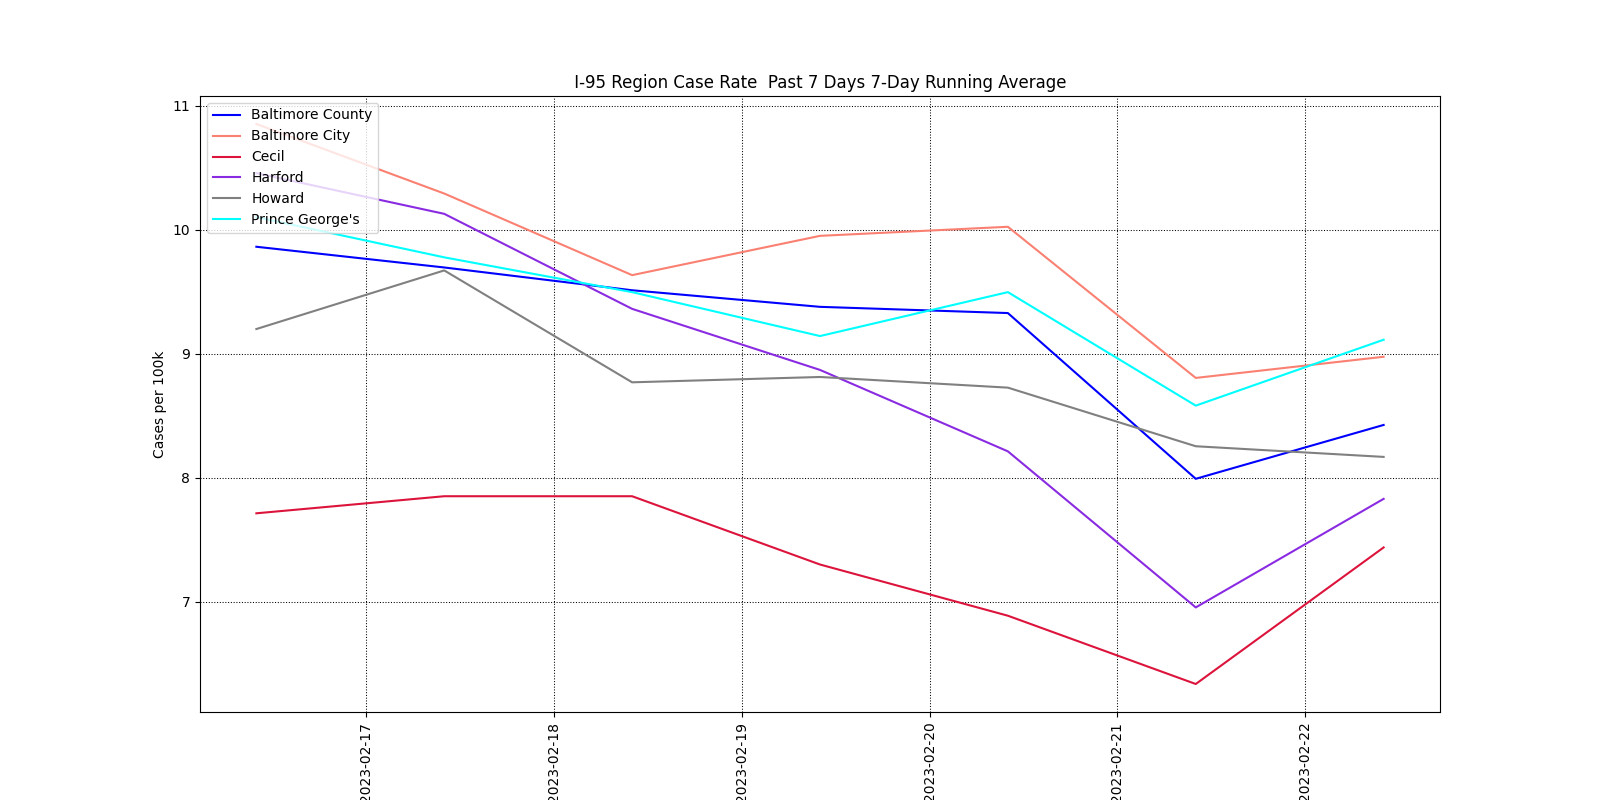 I-95 Region Case Rate  Past 7 Days 7-Day Running Average
Baltimore County
Baltimore City
Cecil
Harford
Howard
Prince George's
Cases per 100k
11
10
9
8
7
2023-02-17
2023-02-18
2023-02-19
2023-02-20
2023-02-21
2023-02-22